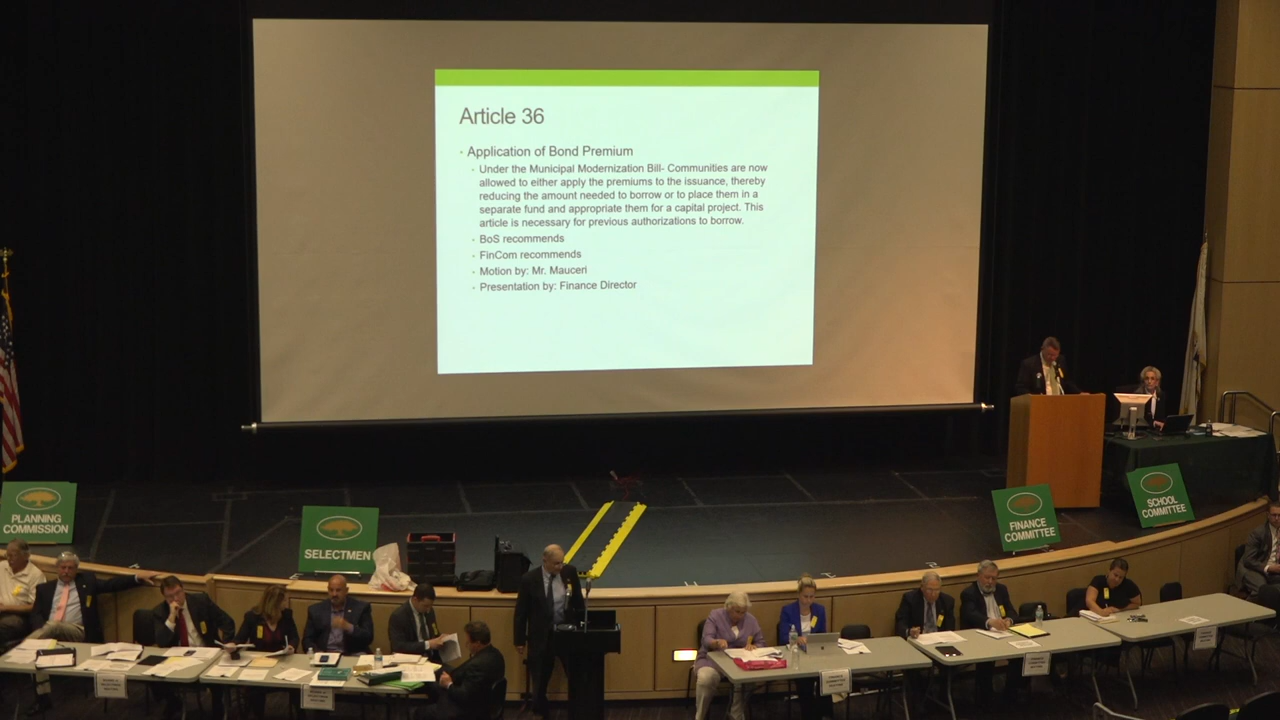 Article 36
Application of Bond Premium
Under the Municipal Modernization Bill- Communities are now
allowed to either apply the premiums to the issuance, thereby
reducing the amount needed to borrow or to place them in a
separate fund and appropriate them for a capital project. This
article is necessary for previous authorizations to borrow.
BoS recommends
FinCom recommends
Motion by: Mr. Mauceri
Presentation by: Finance Director
PLANNING
COMMISSION
SELECTMEN
FINANCE
COMMITTEE
SCHOOL
COMMITTEE